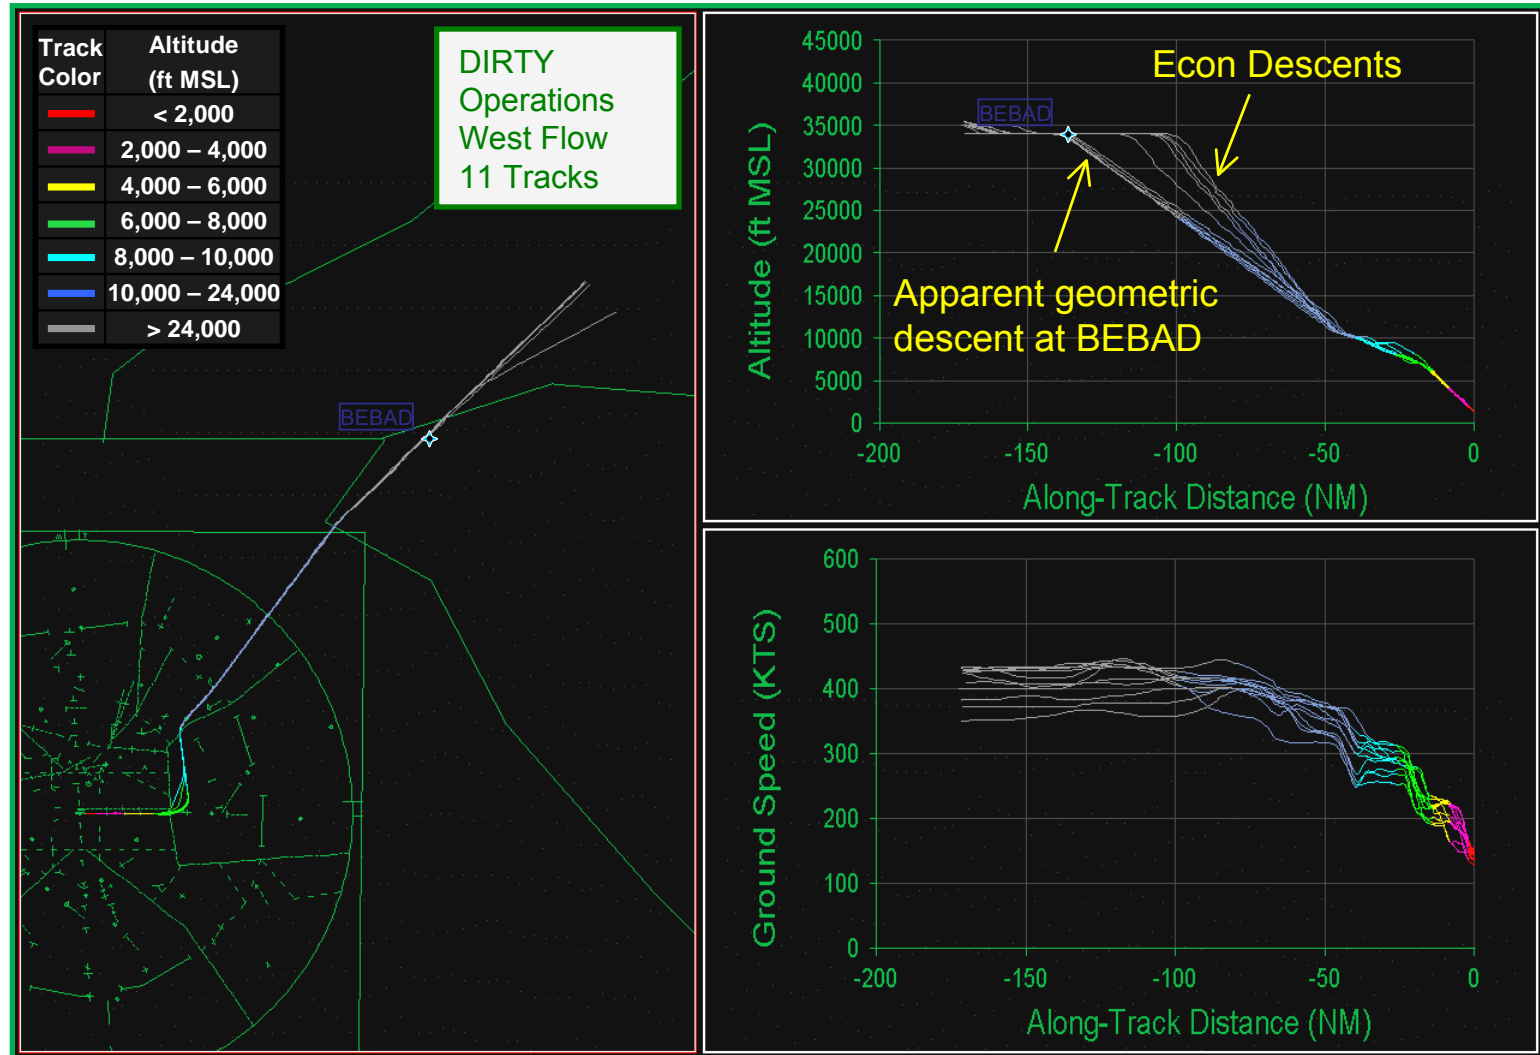 Track Color Altitude (ft MSL)
< 2,000
2,000 – 4,000
4,000 – 6,000
6,000 – 8,000
8,000 – 10,000
10,000 – 24,000
> 24,000
DIRTY
Operations
West Flow
11 Tracks
BEBAD
45000
40000
35000
30000
25000
20000
15000
10000
5000
0
Altitude (ft MSL)
BEBAD
Econ Descents
Apparent geometric
descent at BEBAD
-200 -150 -100 -50 0
Along-Track Distance (NM)
600
500
400
300
200
100
0
Ground Speed (KTS)
-200 -150 -100 -50 0
Along-Track Distance (NM)